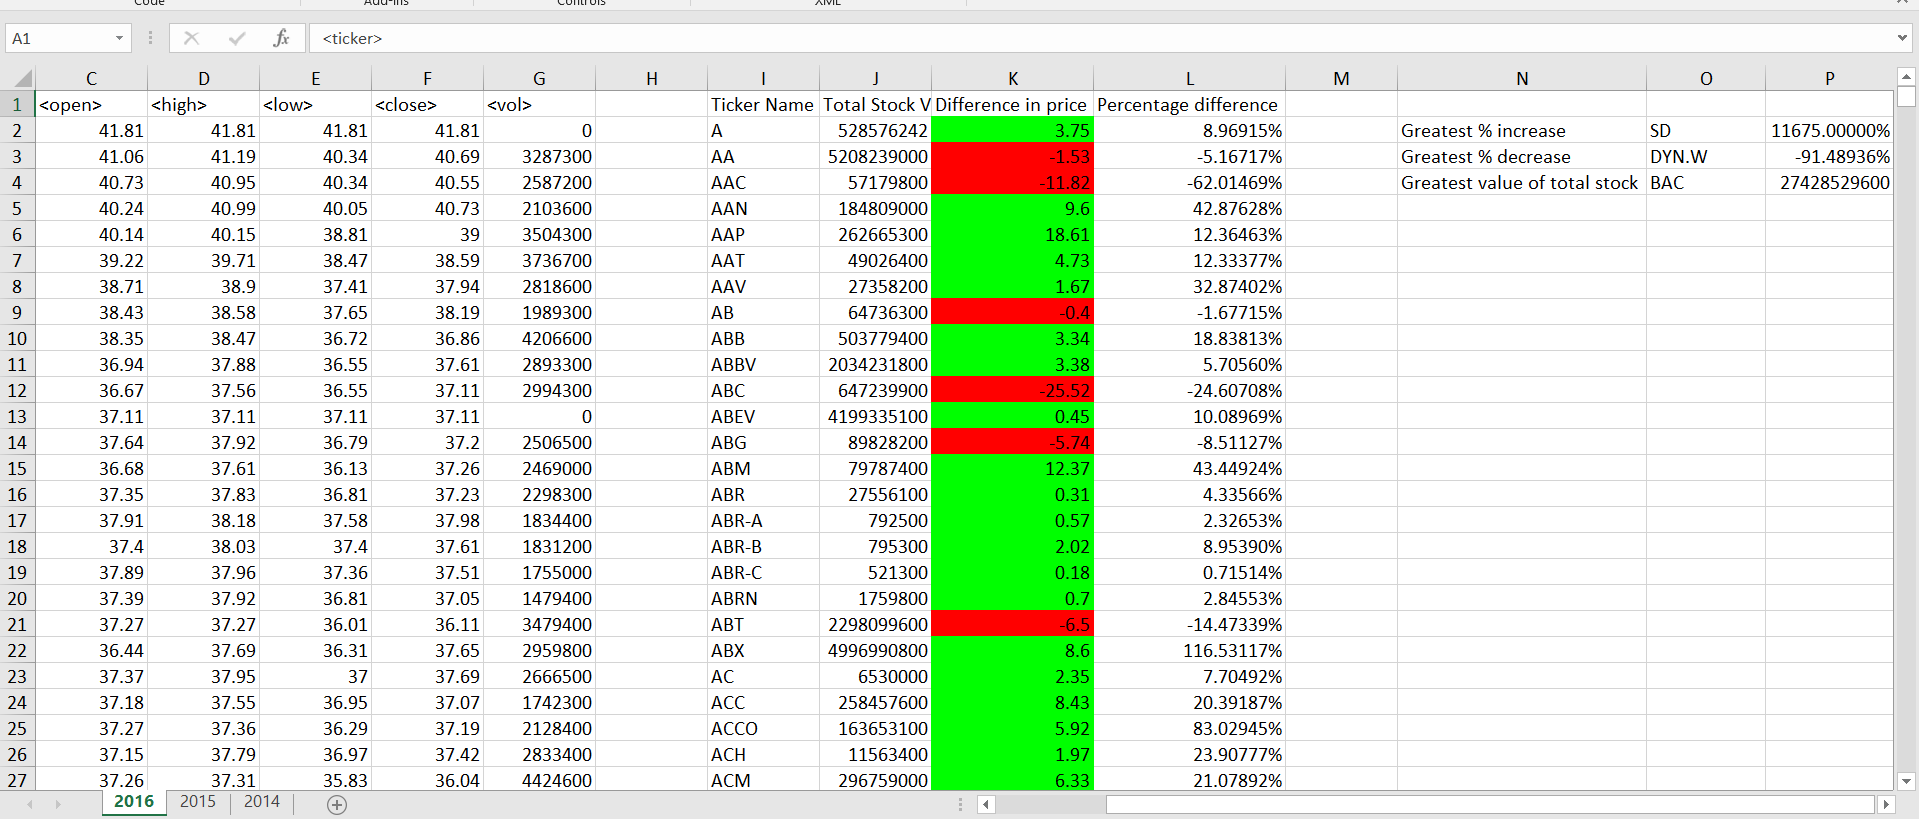 Code Add-ins Controls XML
A1 fx <ticker>
C D E F G H I J K L M N O P
1 <open> <high> <low> <close> <vol> Ticker Name Total Stock V Difference in price Percentage difference
2 41.81 41.81 41.81 41.81 0 A 528576242 3.75 8.96915% Greatest % increase SD 11675.00000%
3 41.06 41.19 40.34 40.69 3287300 AA 5208239000 -1.53 -5.16717% Greatest % decrease DYN.W -91.48936%
4 40.73 40.95 40.34 40.55 2587200 AAC 57179800 -11.82 -62.01469% Greatest value of total stock BAC 27428529600
5 40.24 40.99 40.05 40.73 2103600 AAN 184809000 9.6 42.87628%
6 40.14 40.15 38.81 39 3504300 AAP 262665300 18.61 12.36463%
7 39.22 39.71 38.47 38.59 3736700 AAT 49026400 4.73 12.33377%
8 38.71 38.9 37.41 37.94 2818600 AAV 27358200 1.67 32.87402%
9 38.43 38.58 37.65 38.19 1989300 AB 64736300 -0.4 -1.67715%
10 38.35 38.47 36.72 36.86 4206600 ABB 503779400 3.34 18.83813%
11 36.94 37.88 36.55 37.61 2893300 ABBV 2034231800 3.38 5.70560%
12 36.67 37.56 36.55 37.11 2994300 ABC 647239900 -25.52 -24.60708%
13 37.11 37.11 37.11 37.11 0 ABEV 4199335100 0.45 10.08969%
14 37.64 37.92 36.79 37.2 2506500 ABG 89828200 -5.74 -8.51127%
15 36.68 37.61 36.13 37.26 2469000 ABM 79787400 12.37 43.44924%
16 37.35 37.83 36.81 37.23 2298300 ABR 27556100 0.31 4.33566%
17 37.91 38.18 37.58 37.98 1834400 ABR-A 792500 0.57 2.32653%
18 37.4 38.03 37.4 37.61 1831200 ABR-B 795300 2.02 8.95390%
19 37.89 37.96 37.36 37.51 1755000 ABR-C 521300 0.18 0.71514%
20 37.39 37.92 36.81 37.05 1479400 ABRN 1759800 0.7 2.84553%
21 37.27 37.27 36.01 36.11 3479400 ABT 2298099600 -6.5 -14.47339%
22 36.44 37.69 36.31 37.65 2959800 ABX 4996990800 8.6 116.53117%
23 37.37 37.95 37 37.69 2666500 AC 6530000 2.35 7.70492%
24 37.18 37.55 36.95 37.07 1742300 ACC 258457600 8.43 20.39187%
25 37.27 37.36 36.29 37.19 2128400 ACCO 163653100 5.92 83.02945%
26 37.15 37.79 36.97 37.42 2833400 ACH 11563400 1.97 23.90777%
27 37.26 37.31 35.83 36.04 4424600 ACM 296759000 6.33 21.07892%
2016 2015 2014